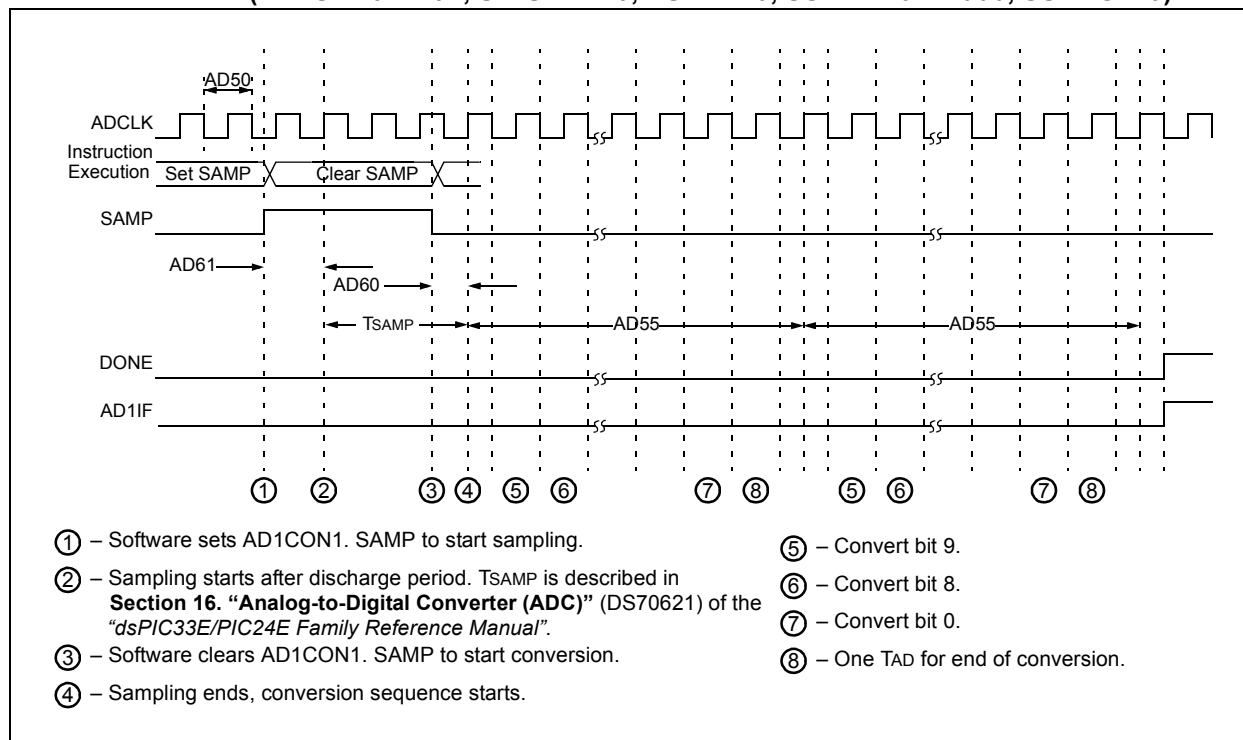 AD50
ADCLK
Instruction
Execution
Set SAMP
Clear SAMP
SAMP
AD61
AD60
TSAMP
AD55
AD55
DONE
AD1IF
1 2 3 4 5 6 7 8 5 6 7 8
1 – Software sets AD1CON1. SAMP to start sampling.
2 – Sampling starts after discharge period. TSAMP is described in
Section 16. “Analog-to-Digital Converter (ADC)” (DS70621) of the
“dsPIC33E/PIC24E Family Reference Manual”.
3 – Software clears AD1CON1. SAMP to start conversion.
4 – Sampling ends, conversion sequence starts.
5 – Convert bit 9.
6 – Convert bit 8.
7 – Convert bit 0.
8 – One TAD for end of conversion.